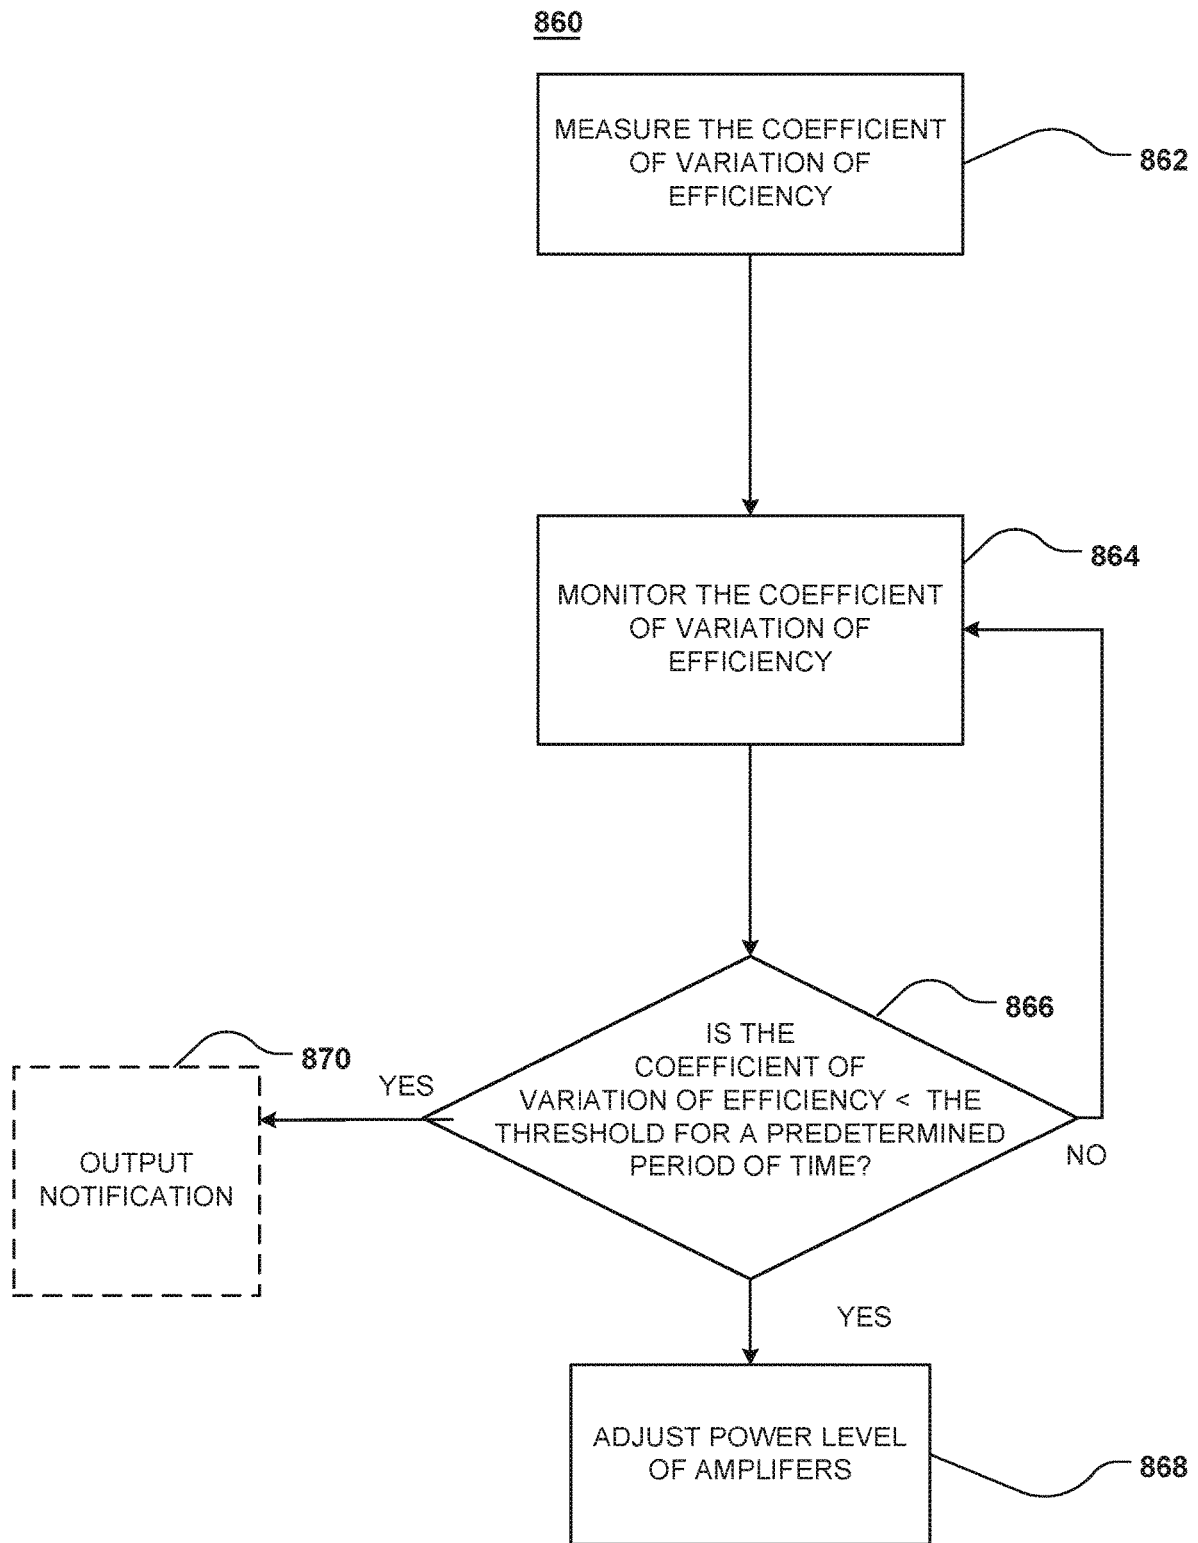 860
MEASURE THE COEFFICIENT
OF VARIATION OF
EFFICIENCY
862
MONITOR THE COEFFICIENT
OF VARIATION OF
EFFICIENCY
864
IS THE
COEFFICIENT OF
VARIATION OF EFFICIENCY < THE
THRESHOLD FOR A PREDETERMINED
PERIOD OF TIME?
866
NO
YES
870
OUTPUT
NOTIFICATION
YES
ADJUST POWER LEVEL
OF AMPLIFERS
868